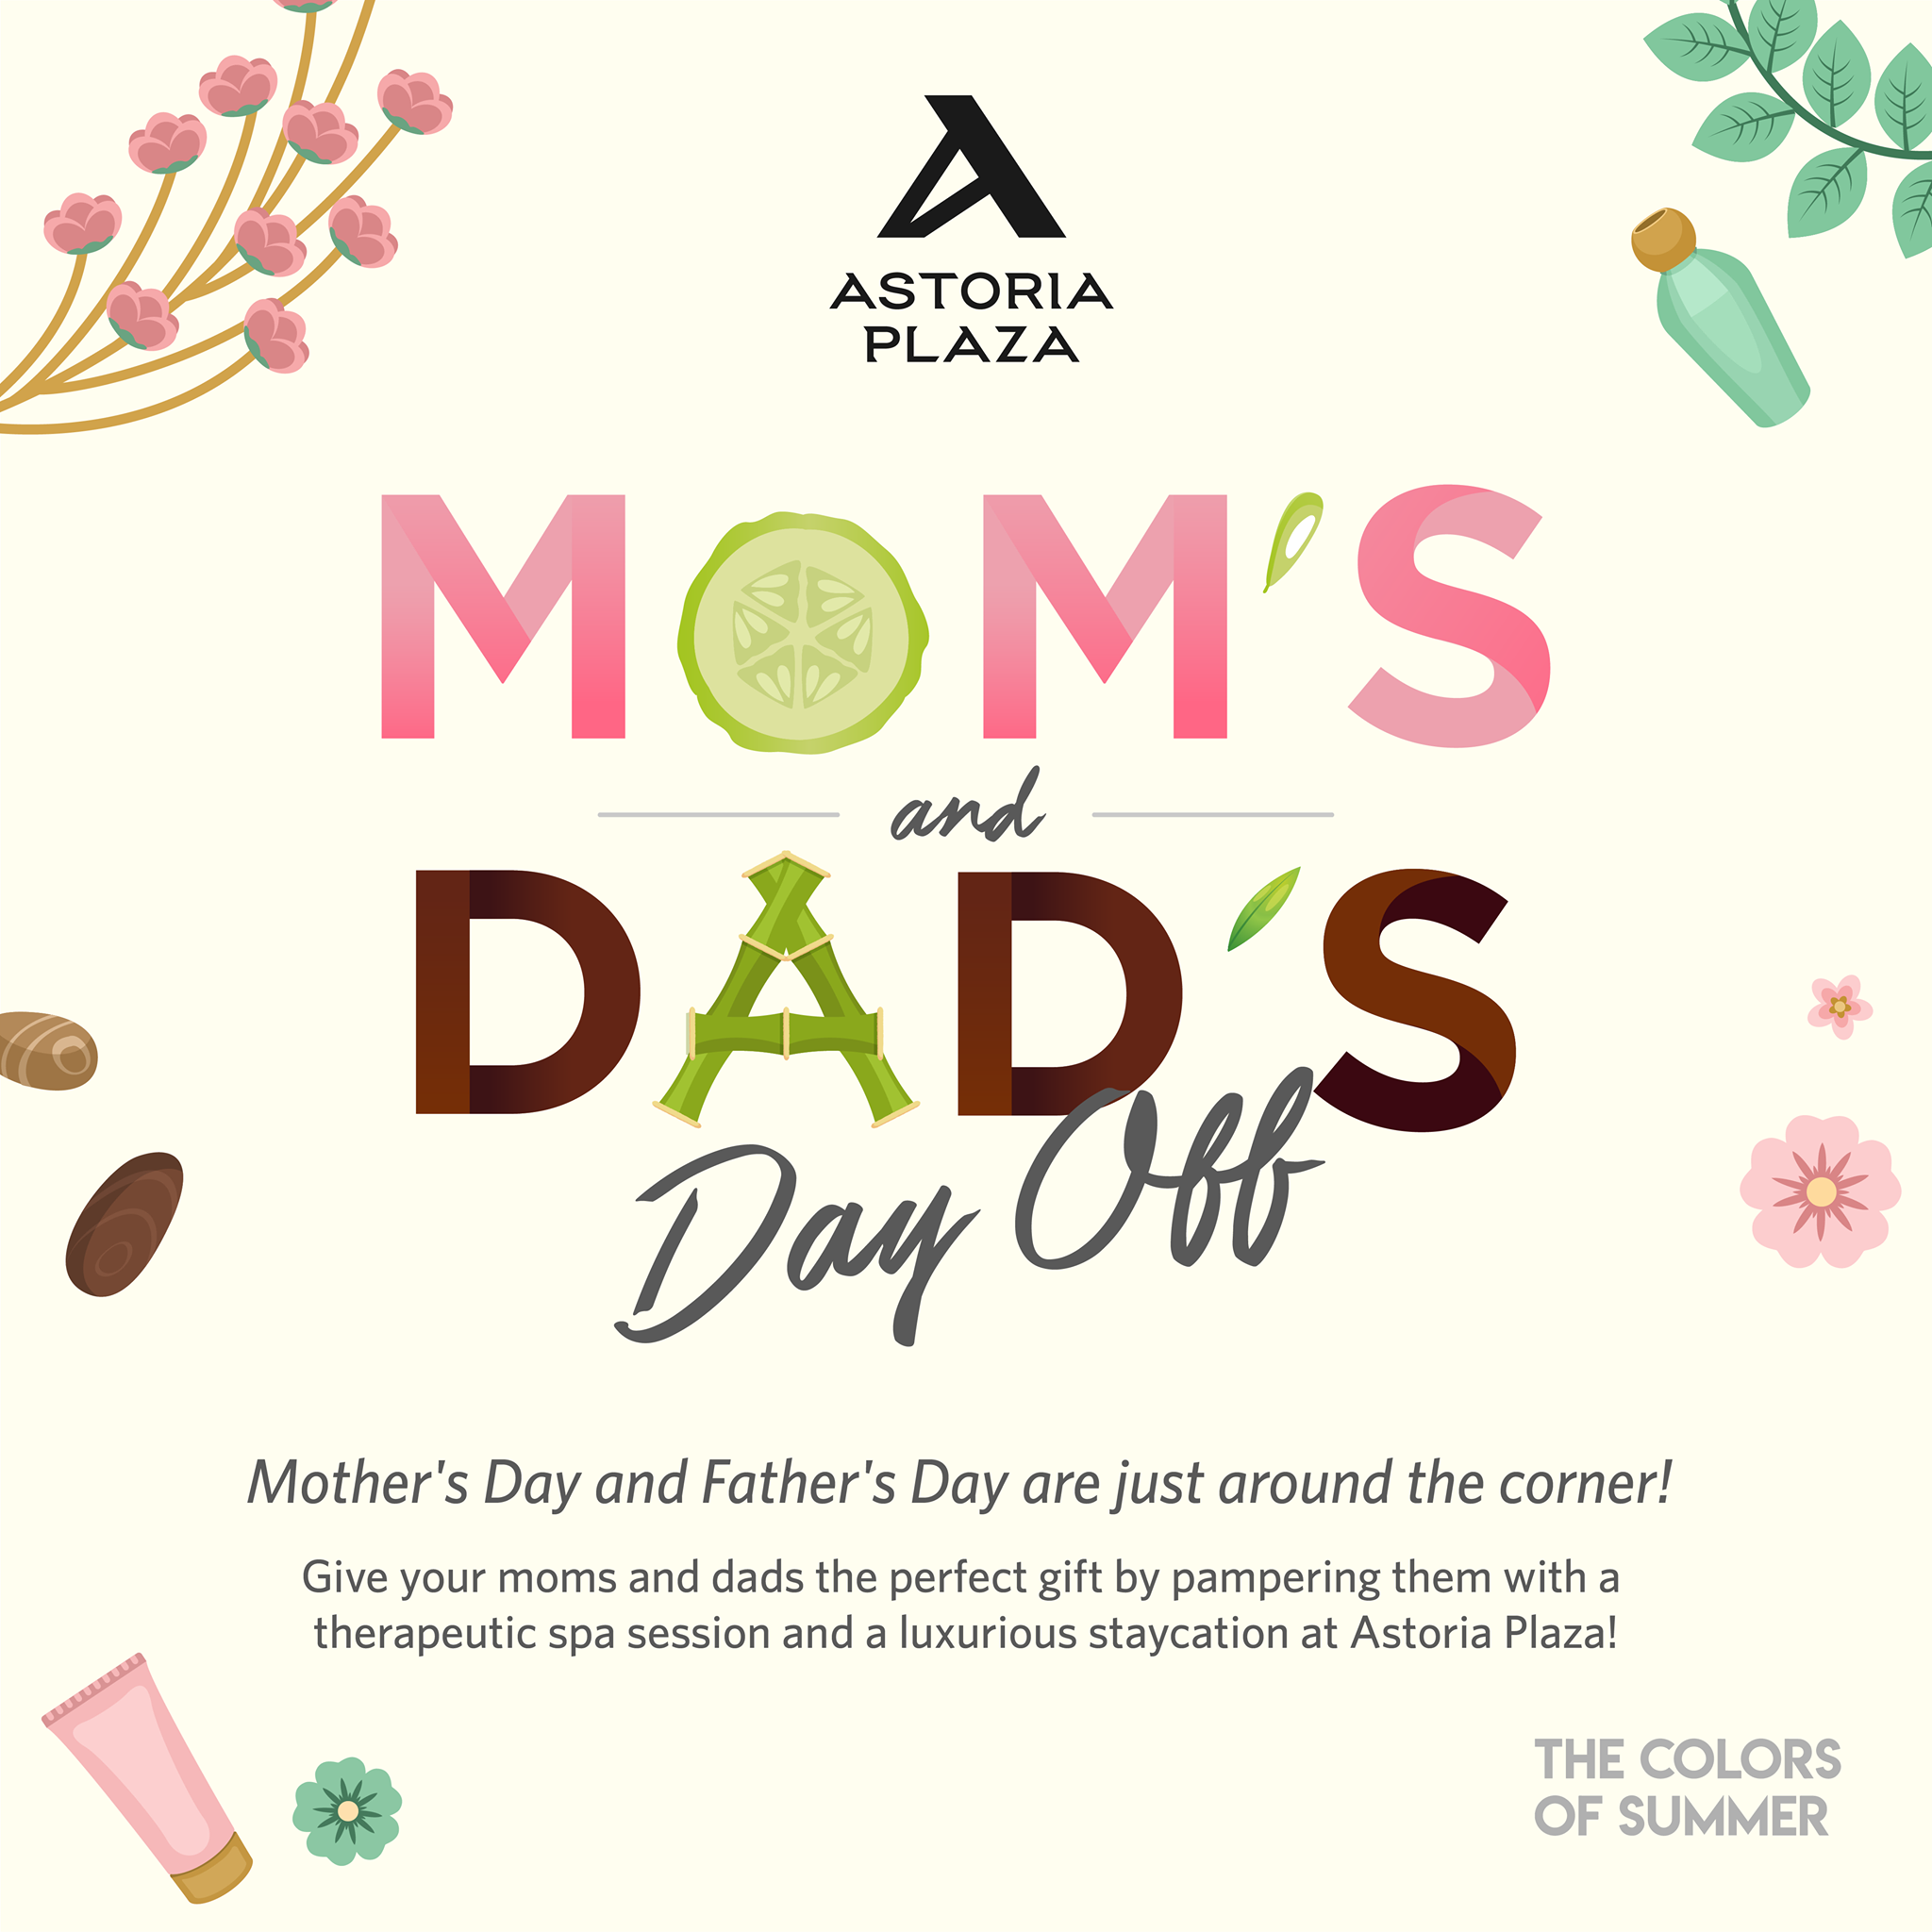 ASTORIA
PLAZA
MOM'S
and
DAD'S
Day Off
Mother's Day and Father's Day are just around the corner!
Give your moms and dads the perfect gift by pampering them with a
therapeutic spa session and a luxurious staycation at Astoria Plaza!
THE COLORS
OF SUMMER